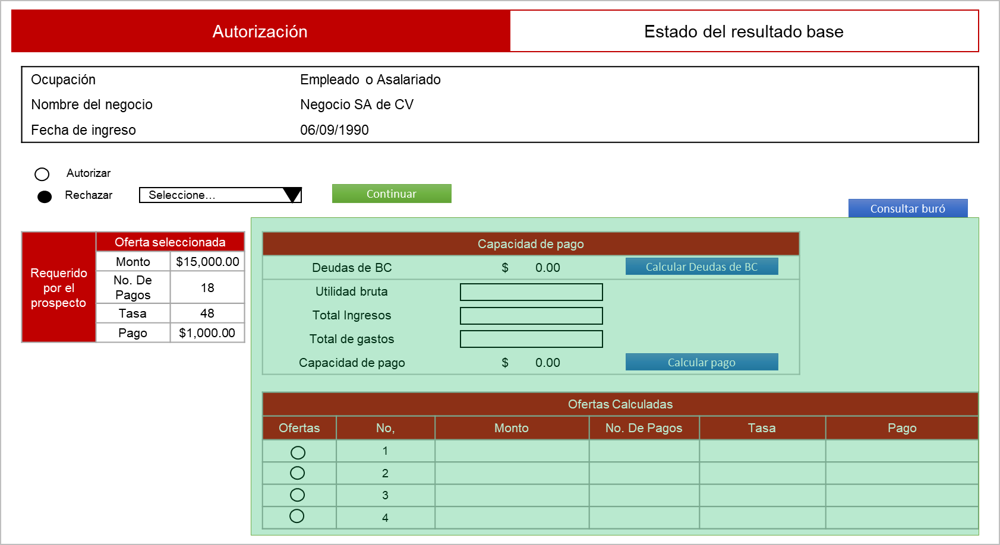 Autorización
Estado del resultado base
Ocupación Empleado o Asalariado
Nombre del negocio Negocio SA de CV
Fecha de ingreso 06/09/1990
Autorizar
Rechazar Seleccione... Continuar
Consultar buró
Requerido
por el
prospecto
Oferta seleccionada
Monto $15,000.00
No. De
Pagos
18
Tasa 48
Pago $1,000.00
Capacidad de pago
Deudas de BC $ 0.00 Calcular Deudas de BC
Utilidad bruta
Total Ingresos
Total de gastos
Capacidad de pago $ 0.00 Calcular pago
Ofertas Calculadas
Ofertas No, Monto No. De Pagos Tasa Pago
1
2
3
4